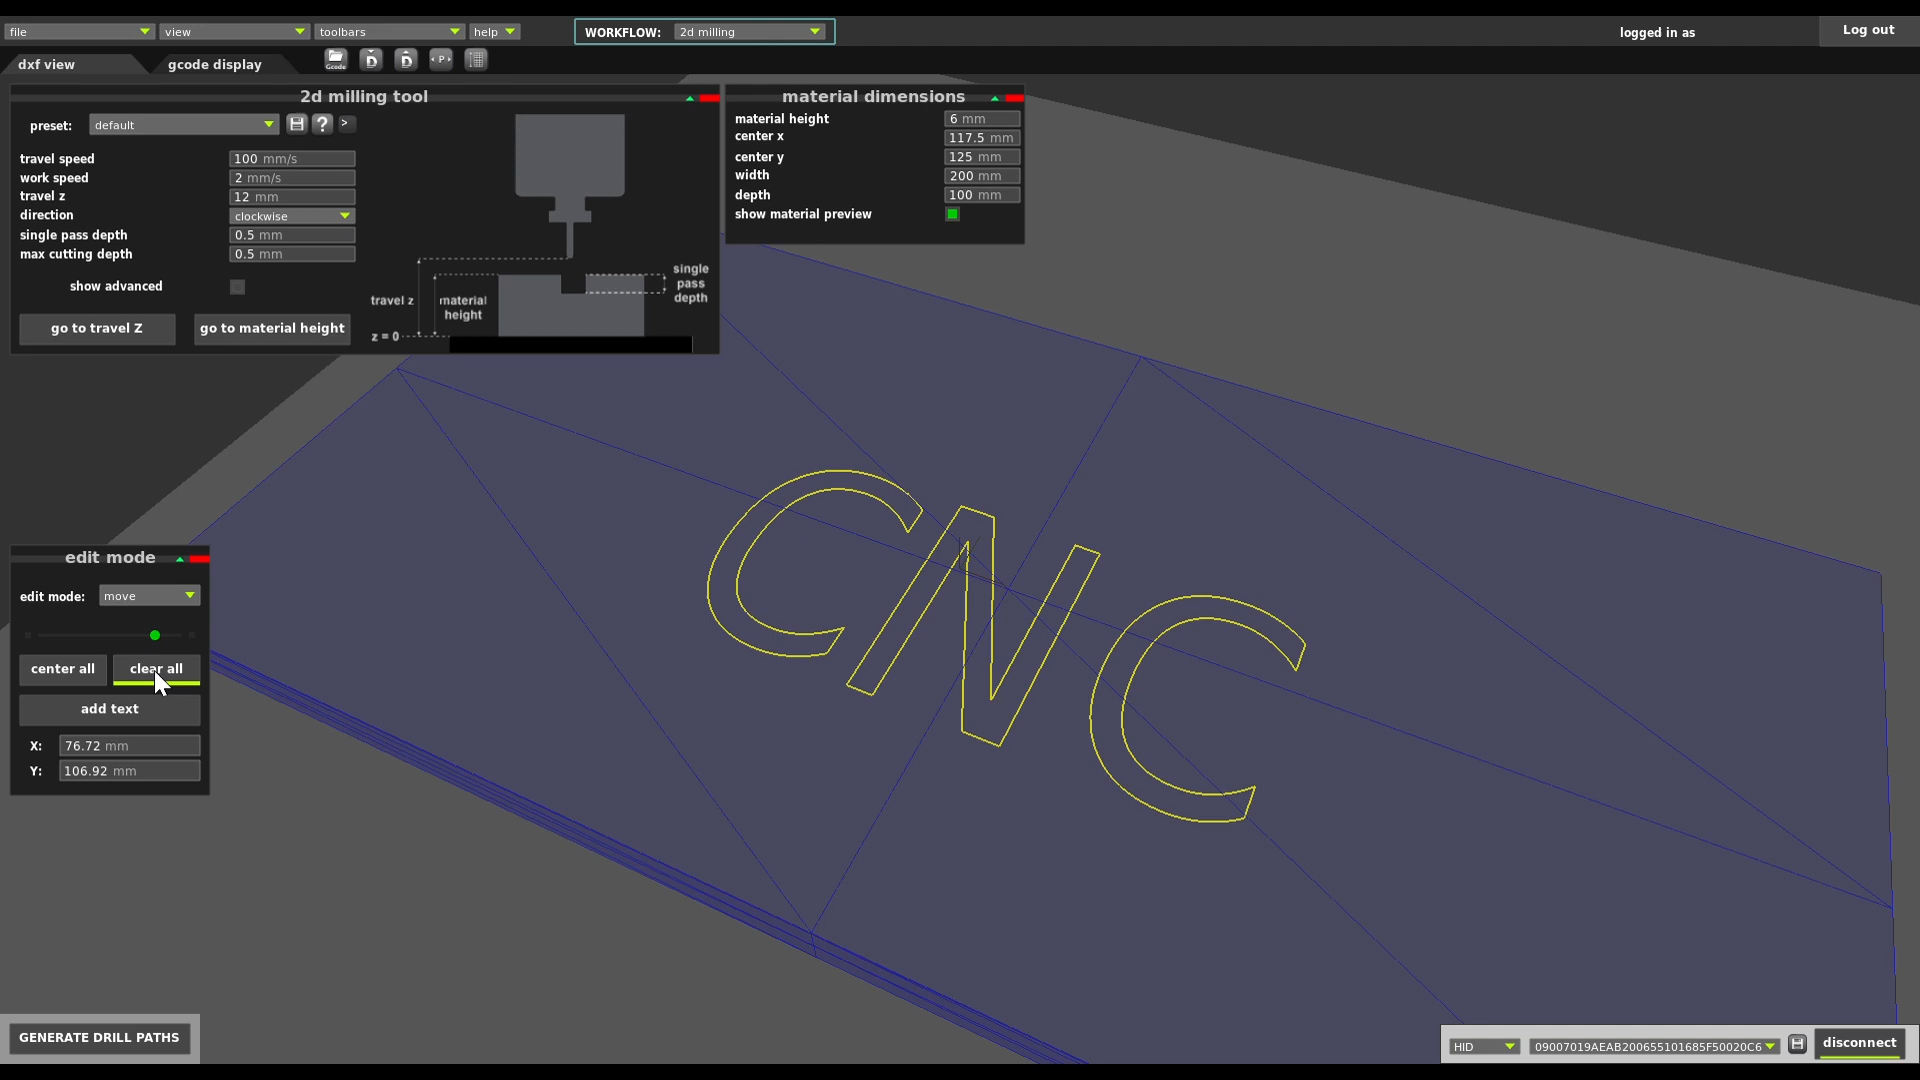 file
view
toolbars
help
WORKFLOW:
2d milling
logged in as
Log out
dxf view
gcode display
Gcode
D
D
P
2d milling tool
preset:
default
?
>
travel speed
100 mm/s
work speed
2 mm/s
travel z
12 mm
direction
clockwise
single pass depth
0.5 mm
max cutting depth
0.5 mm
show advanced
go to travel Z
go to material height
travel z
material
height
z = 0
single
pass
depth
material dimensions
material height
6 mm
center x
117.5 mm
center y
125 mm
width
200 mm
depth
100 mm
show material preview
CNC
edit mode
edit mode:
move
center all
clear all
add text
X:
76.72 mm
Y:
106.92 mm
GENERATE DRILL PATHS
HID
09007019AEAB200655101685F50020C6
disconnect